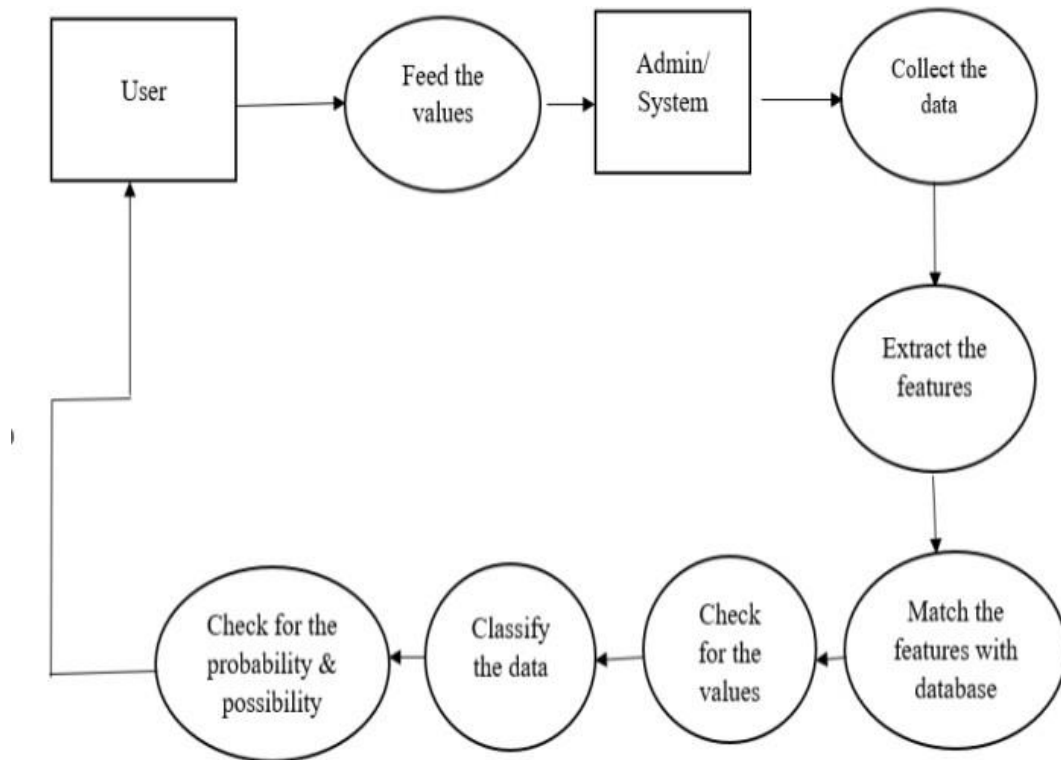 User
Feed the
values
Admin/
System
Collect the
data
Extract the
features
Match the
features with
database
Check
for the
values
Classify
the data
Check for the
probability &
possibility